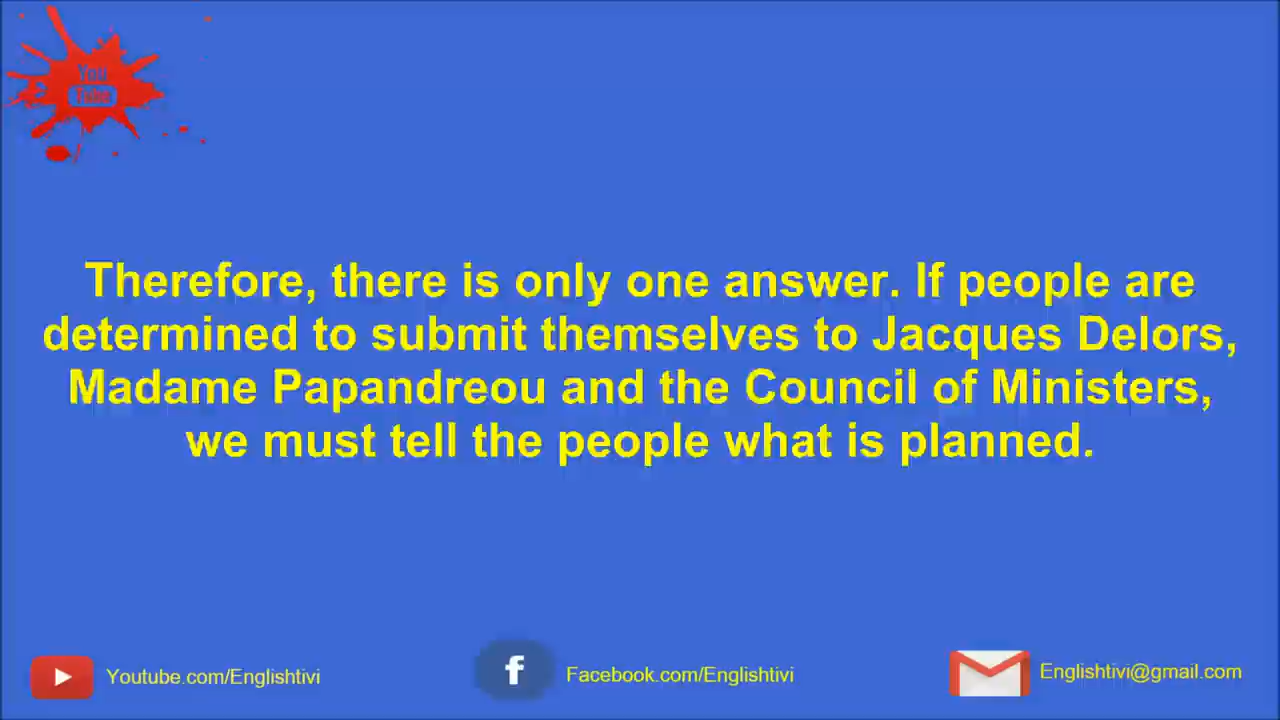 You
Tube
Therefore, there is only one answer. If people are
determined to submit themselves to Jacques Delors,
Madame Papandreou and the Council of Ministers,
we must tell the people what is planned.
Youtube.com/Englishtivi
f
Facebook.com/Englishtivi
Englishtivi@gmail.com